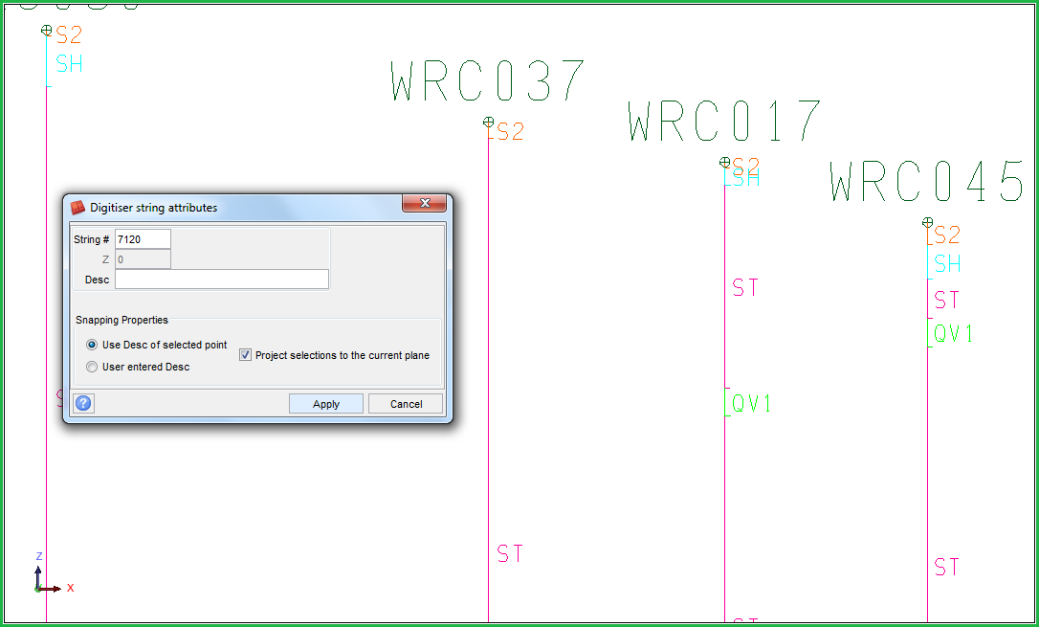 S2
SH
WRC037
S2
WRC017
S2
SH
WRC045
S2
SH
ST
ST
QV1
QV1
ST
ST
Digitiser string attributes
String # 7120
Z 0
Desc
Snapping Properties
Use Desc of selected point
User entered Desc
Project selections to the current plane
? Apply Cancel
Z
X